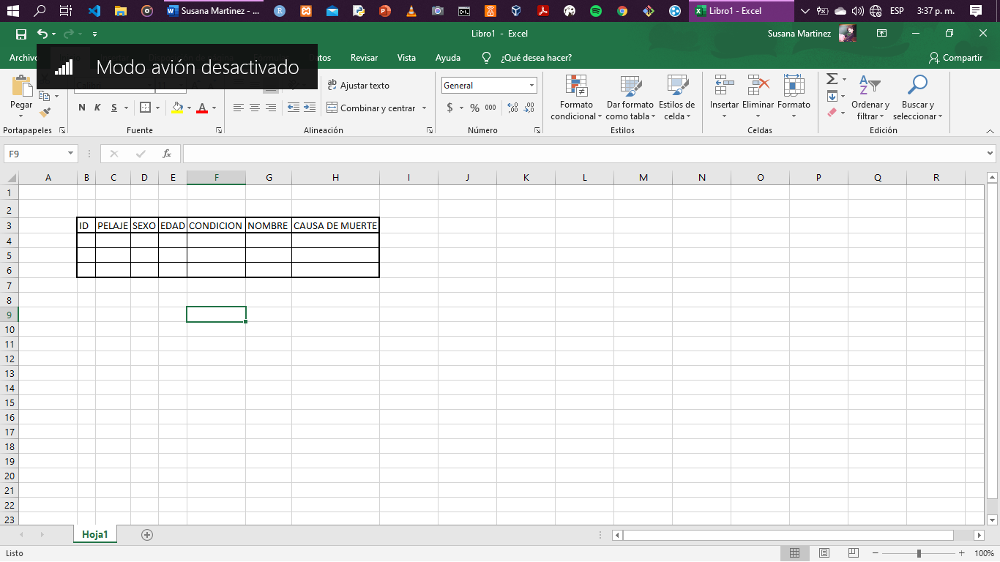 Susana Martinez - ...
Libro1 - Excel
ESP
3:37 p. m.
Libro1 - Excel
Susana Martinez
Archivo
Modo avión desactivado
Revisar
Vista
Ayuda
¿Qué desea hacer?
Compartir
Pegar
N K S
A
ab
Ajustar texto
Combinar y centrar
General
$ % 000
Formato condicional
Dar formato como tabla
Estilos de celda
Insertar
Eliminar
Formato
Ordenar y filtrar
Buscar y seleccionar
Portapapeles
Fuente
Alineación
Número
Estilos
Celdas
Edición
F9
fx
A B C D E F G H I J K L M N O P Q R
1
2
3 ID PELAJE SEXO EDAD CONDICION NOMBRE CAUSA DE MUERTE
4
5
6
7
8
9
10
11
12
13
14
15
16
17
18
19
20
21
22
23
Hoja1
Listo
100%